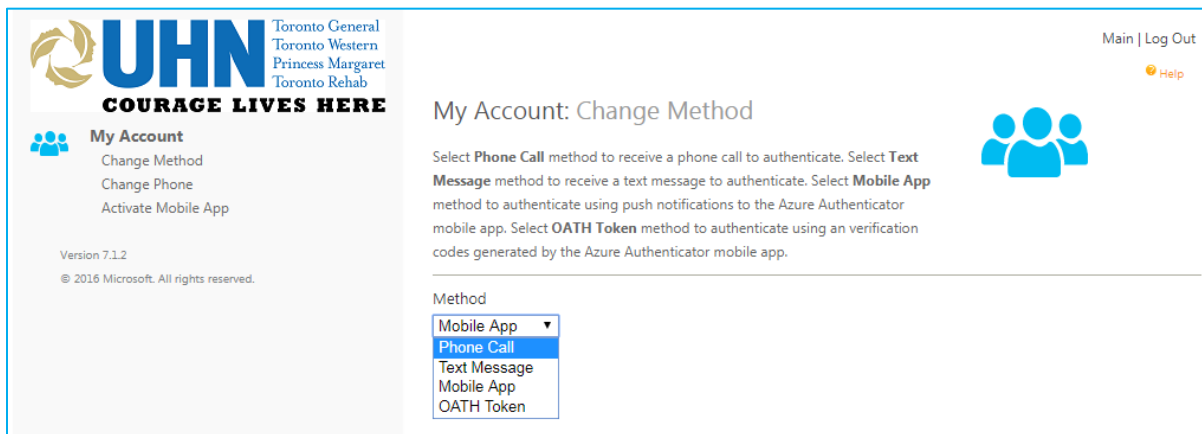 UHN
Toronto General
Toronto Western
Princess Margaret
Toronto Rehab
COURAGE LIVES HERE
My Account
Change Method
Change Phone
Activate Mobile App
Version 7.1.2
© 2016 Microsoft. All rights reserved.
Main | Log Out
Help
My Account: Change Method
Select Phone Call method to receive a phone call to authenticate. Select Text
Message method to receive a text message to authenticate. Select Mobile App
method to authenticate using push notifications to the Azure Authenticator
mobile app. Select OATH Token method to authenticate using an verification
codes generated by the Azure Authenticator mobile app.
Method
Mobile App
Phone Call
Text Message
Mobile App
OATH Token